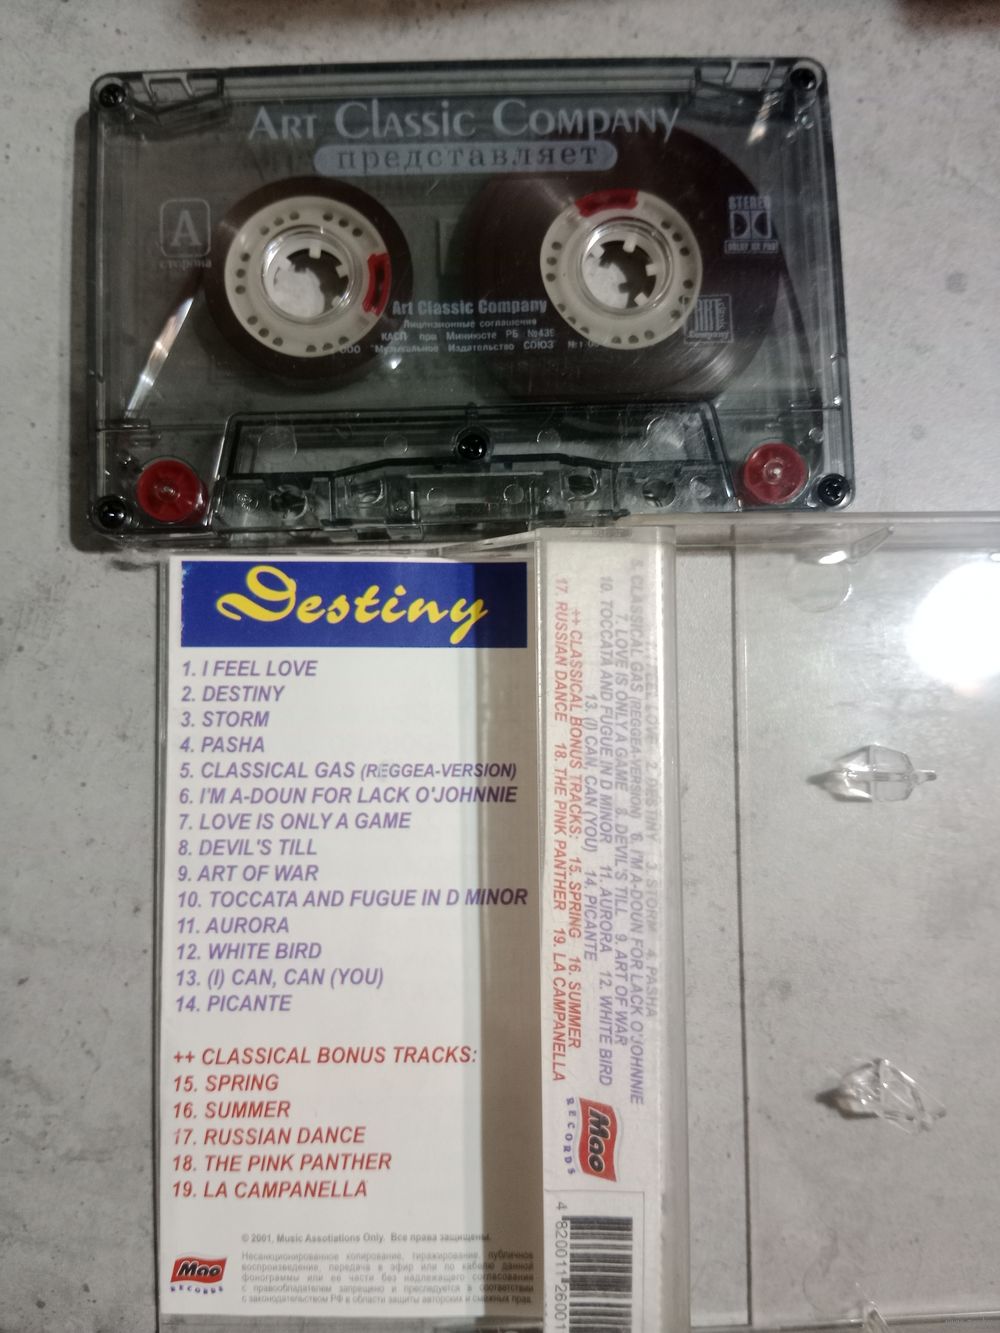 ART CLASSIC COMPANY
представляет
A
сторона
STEREO
Art Classic Company
Лицензионные соглашения
КАСП при Минюсте РБ №439
ООО "Музыкальное Издательство СОЮЗ"
ART
Company
Destiny
1. I FEEL LOVE
2. DESTINY
3. STORM
4. PASHA
5. CLASSICAL GAS (REGGEA-VERSION)
6. I'M A-DOUN FOR LACK O'JOHNNIE
7. LOVE IS ONLY A GAME
8. DEVIL'S TILL
9. ART OF WAR
10. TOCCATA AND FUGUE IN D MINOR
11. AURORA
12. WHITE BIRD
13. (I) CAN, CAN (YOU)
14. PICANTE
++ CLASSICAL BONUS TRACKS:
15. SPRING
16. SUMMER
17. RUSSIAN DANCE
18. THE PINK PANTHER
19. LA CAMPANELLA
© 2001, Music Assotiations Only. Все права защищены.
Несанкционированное копирование, тиражирование, публичное
воспроизведение, передача в эфир или по кабелю данной
фонограммы или ее части без надлежащего согласования
с правообладателем запрещено и преследуется в соответствии
с законодательством РФ в области защиты авторских и смежных прав.
Mao
RECORDS
1. I FEEL LOVE 2. DESTINY 3. STORM 4. PASHA
5. CLASSICAL GAS (REGGEA-VERSION) 6. I'M A-DOUN FOR LACK O'JOHNNIE
7. LOVE IS ONLY A GAME 8. DEVIL'S TILL 9. ART OF WAR
10. TOCCATA AND FUGUE IN D MINOR 11. AURORA 12. WHITE BIRD
13. (I) CAN, CAN (YOU) 14. PICANTE
++ CLASSICAL BONUS TRACKS: 15. SPRING 16. SUMMER
17. RUSSIAN DANCE 18. THE PINK PANTHER 19. LA CAMPANELLA
Mao
RECORDS
4 820011 26001